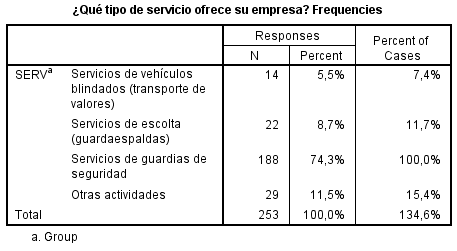 ¿Qué tipo de servicio ofrece su empresa? Frequencies
Responses Percent of Cases
N Percent
SERVa Servicios de vehículos blindados (transporte de valores) 14 5,5% 7,4%
Servicios de escolta (guardaespaldas) 22 8,7% 11,7%
Servicios de guardias de seguridad 188 74,3% 100,0%
Otras actividades 29 11,5% 15,4%
Total 253 100,0% 134,6%
a. Group